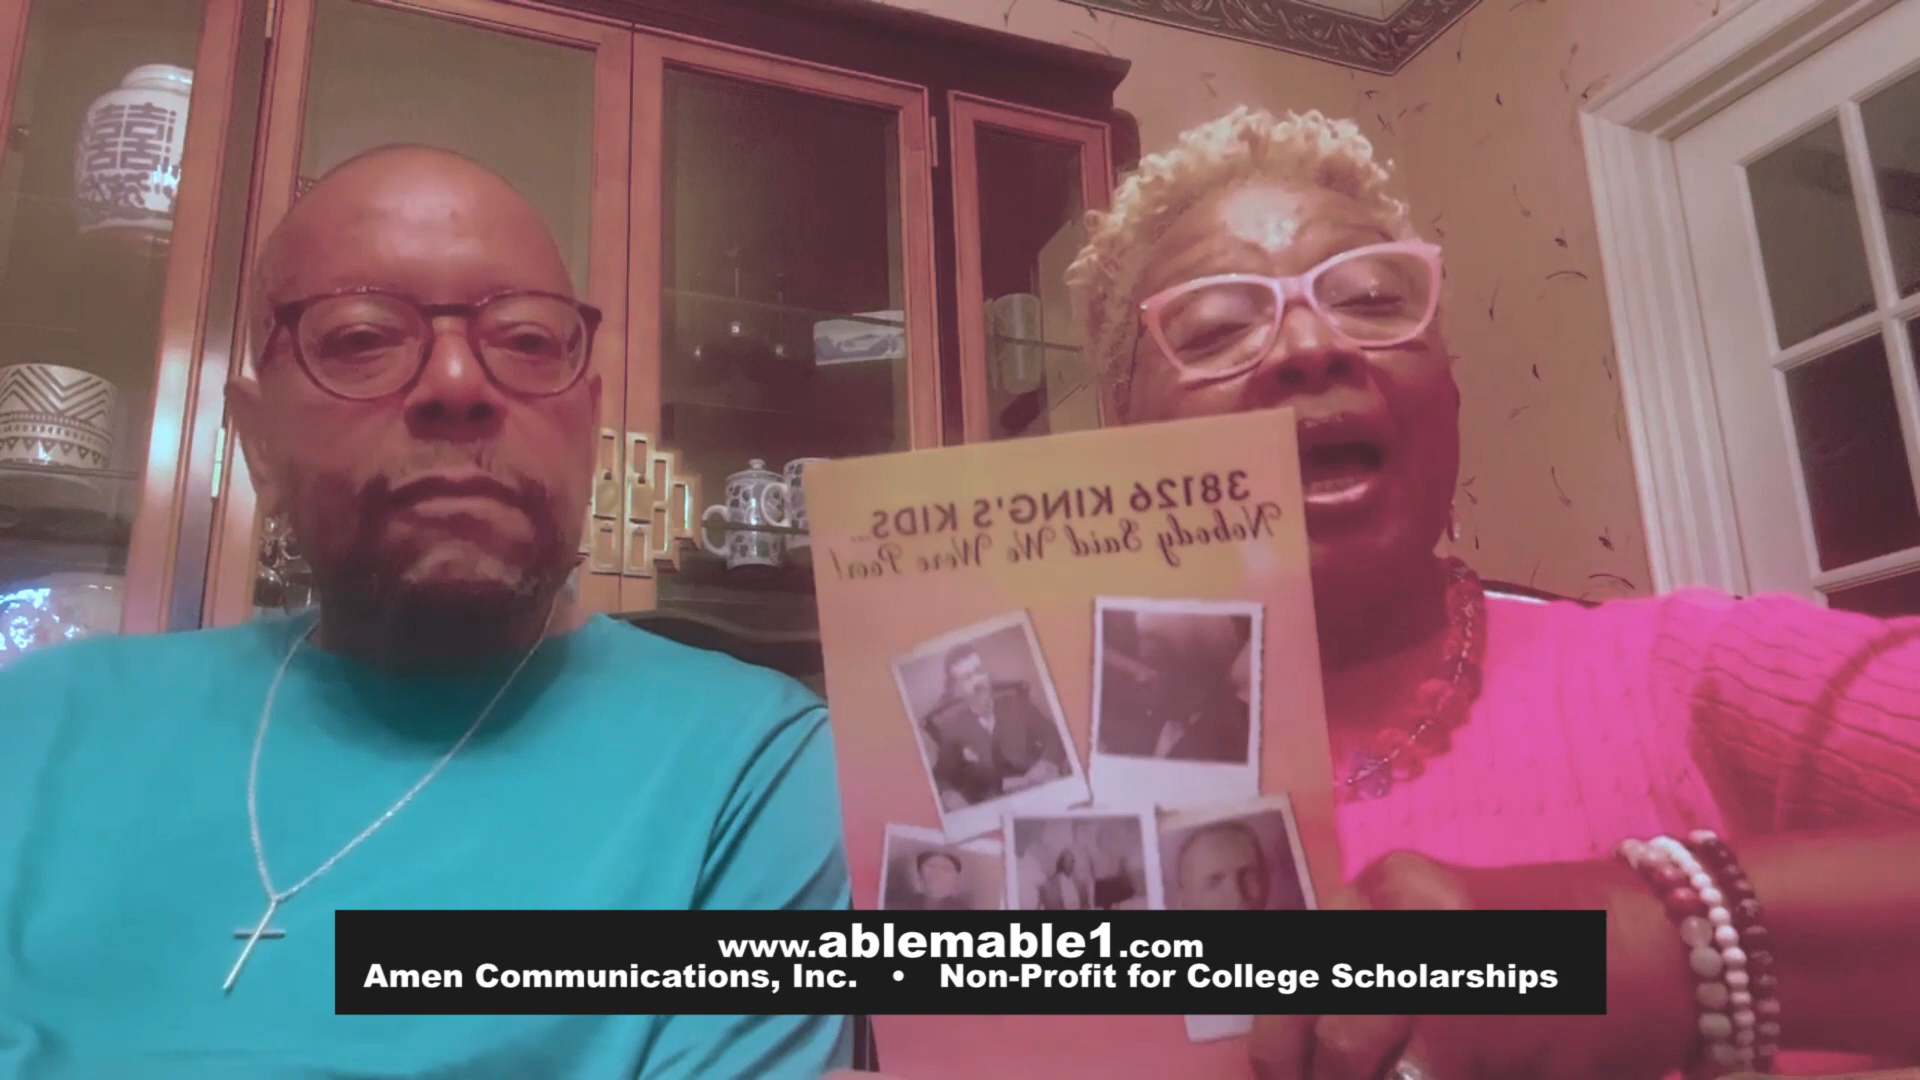 38126 KING'S KIDS...
Nobody Said We Were Poor!
www.ablemable1.com
Amen Communications, Inc. • Non-Profit for College Scholarships